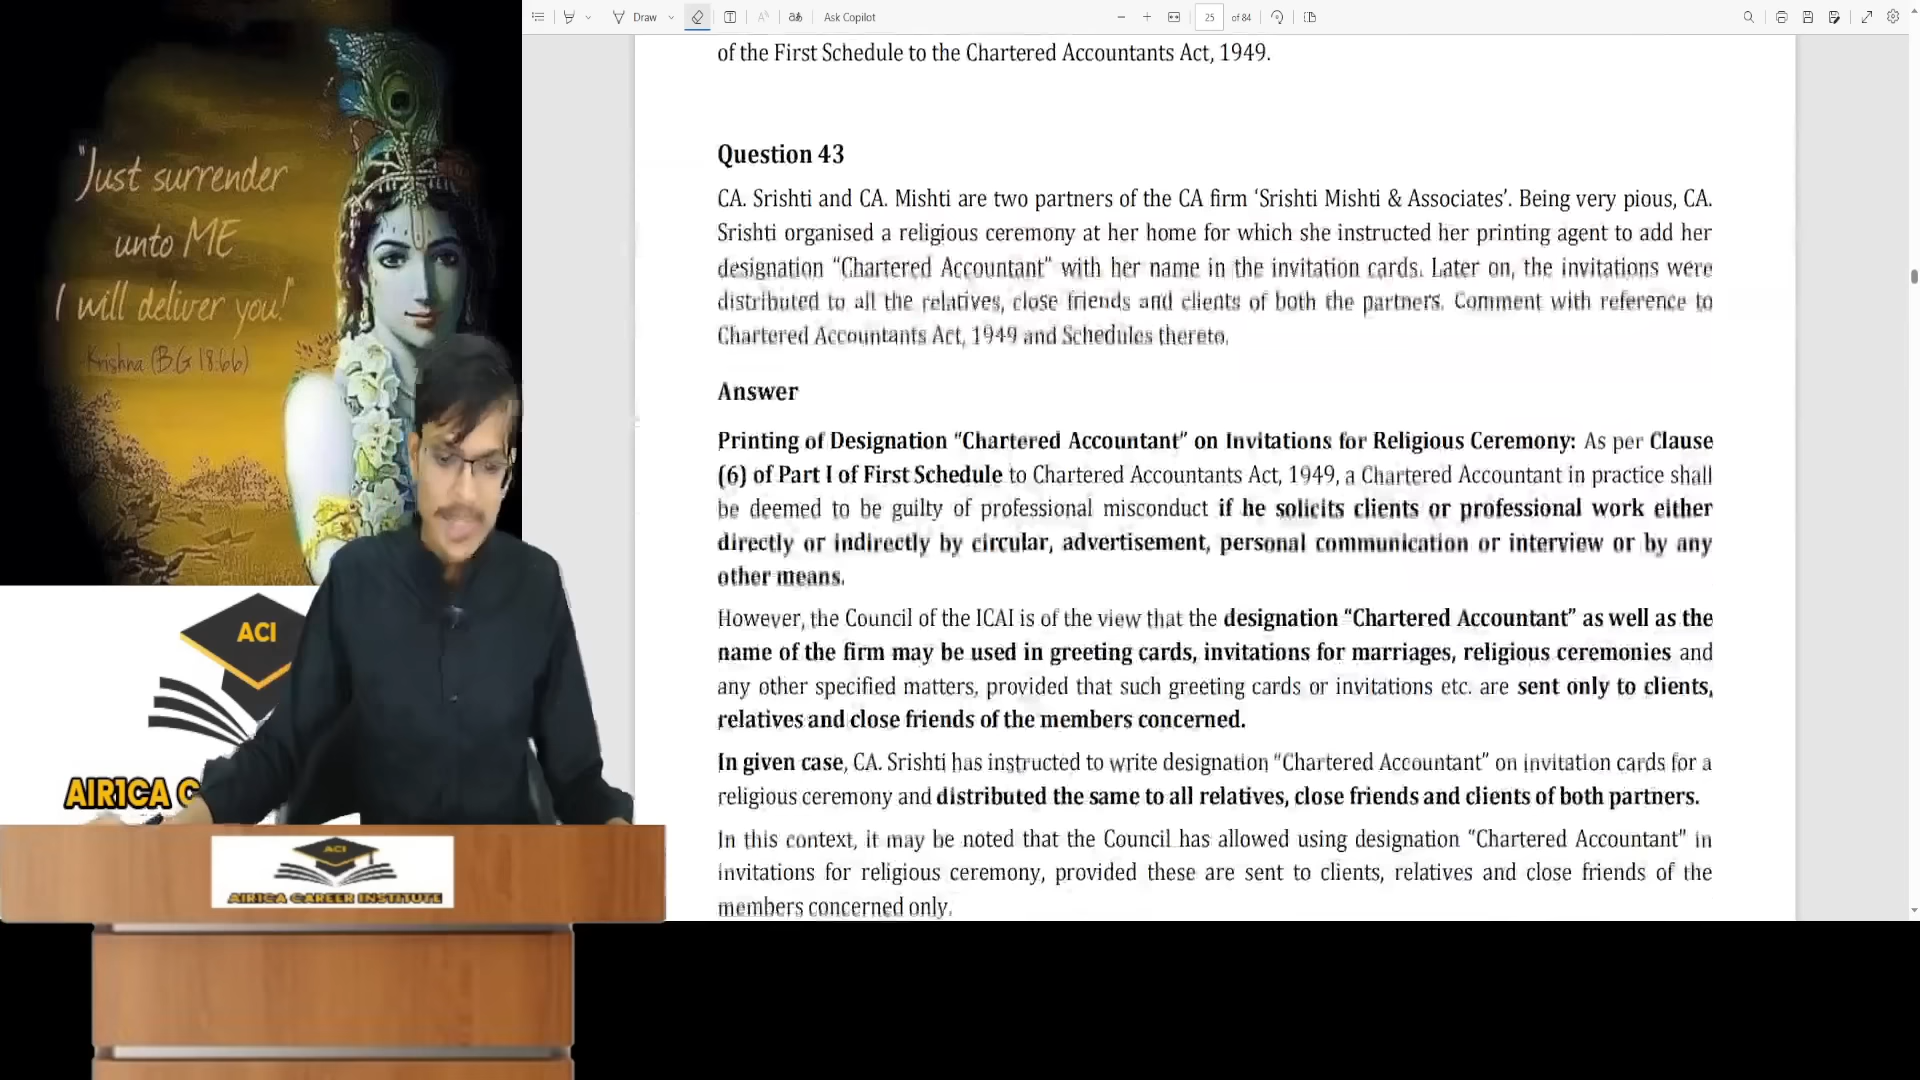 Draw
Ask Copilot
25
of 84
"Just surrender
unto ME
I will deliver you!"
Krishna (B.G 18:66)
ACI
AIR1CA C
ACI
AIR1CA CAREER INSTITUTE
of the First Schedule to the Chartered Accountants Act, 1949.
Question 43
CA. Srishti and CA. Mishti are two partners of the CA firm ‘Srishti Mishti & Associates’. Being very pious, CA.
Srishti organised a religious ceremony at her home for which she instructed her printing agent to add her
designation “Chartered Accountant” with her name in the invitation cards. Later on, the invitations were
distributed to all the relatives, close friends and clients of both the partners. Comment with reference to
Chartered Accountants Act, 1949 and Schedules thereto.
Answer
Printing of Designation “Chartered Accountant” on Invitations for Religious Ceremony: As per Clause
(6) of Part I of First Schedule to Chartered Accountants Act, 1949, a Chartered Accountant in practice shall
be deemed to be guilty of professional misconduct if he solicits clients or professional work either
directly or indirectly by circular, advertisement, personal communication or interview or by any
other means.
However, the Council of the ICAI is of the view that the designation “Chartered Accountant” as well as the
name of the firm may be used in greeting cards, invitations for marriages, religious ceremonies and
any other specified matters, provided that such greeting cards or invitations etc. are sent only to clients,
relatives and close friends of the members concerned.
In given case, CA. Srishti has instructed to write designation “Chartered Accountant” on invitation cards for a
religious ceremony and distributed the same to all relatives, close friends and clients of both partners.
In this context, it may be noted that the Council has allowed using designation “Chartered Accountant” in
invitations for religious ceremony, provided these are sent to clients, relatives and close friends of the
members concerned only.